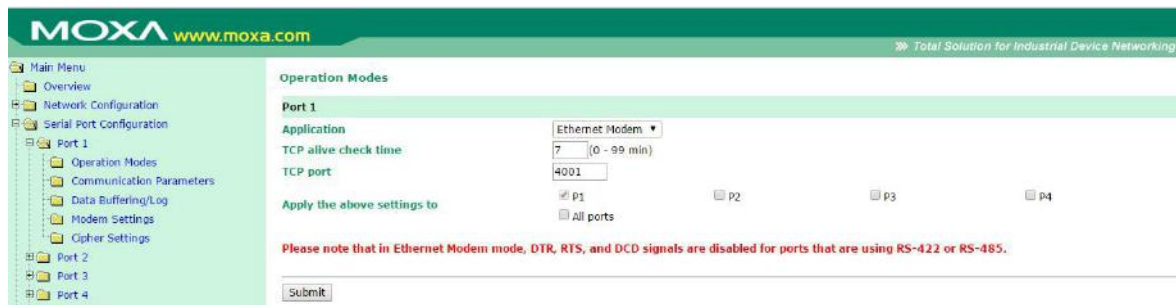 MOXA www.moxa.com
Total Solution for Industrial Device Networking
Main Menu
Overview
Network Configuration
Serial Port Configuration
Port 1
Operation Modes
Communication Parameters
Data Buffering/Log
Modem Settings
Cipher Settings
Port 2
Port 3
Port 4
Operation Modes
Port 1
Application Ethernet Modem
TCP alive check time 7 (0 - 99 min)
TCP port 4001
Apply the above settings to P1 P2 P3 P4
All ports
Please note that in Ethernet Modem mode, DTR, RTS, and DCD signals are disabled for ports that are using RS-422 or RS-485.
Submit